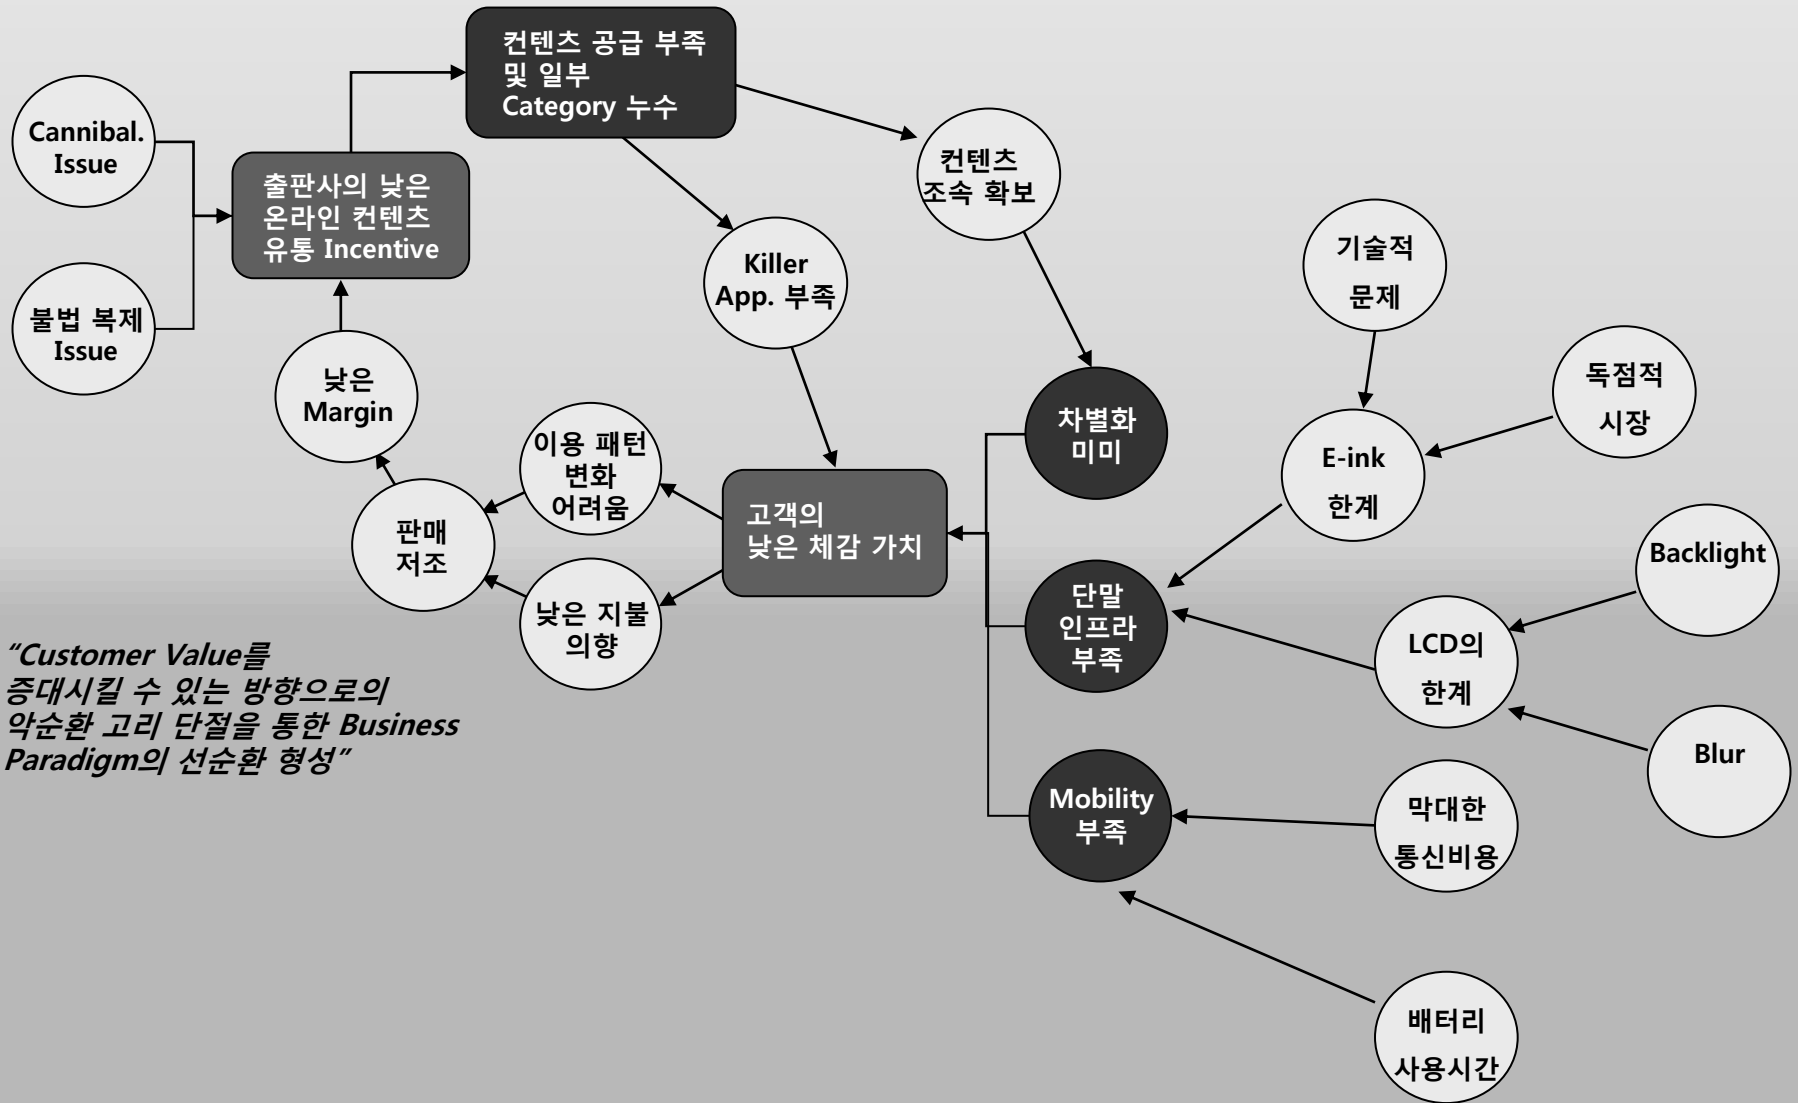 컨텐츠 공급 부족
및 일부
Category 누수
Cannibal.
Issue
출판사의 낮은
온라인 컨텐츠
유통 Incentive
불법 복제
Issue
컨텐츠
조속 확보
Killer
App. 부족
기술적
문제
독점적
시장
낮은
Margin
차별화
미미
이용 패턴
변화
어려움
E-ink
한계
고객의
낮은 체감 가치
판매
저조
Backlight
단말
인프라
부족
낮은 지불
의향
LCD의
한계
“Customer Value를
증대시킬 수 있는 방향으로의
악순환 고리 단절을 통한 Business
Paradigm의 선순환 형성”
Blur
Mobility
부족
막대한
통신비용
배터리
사용시간